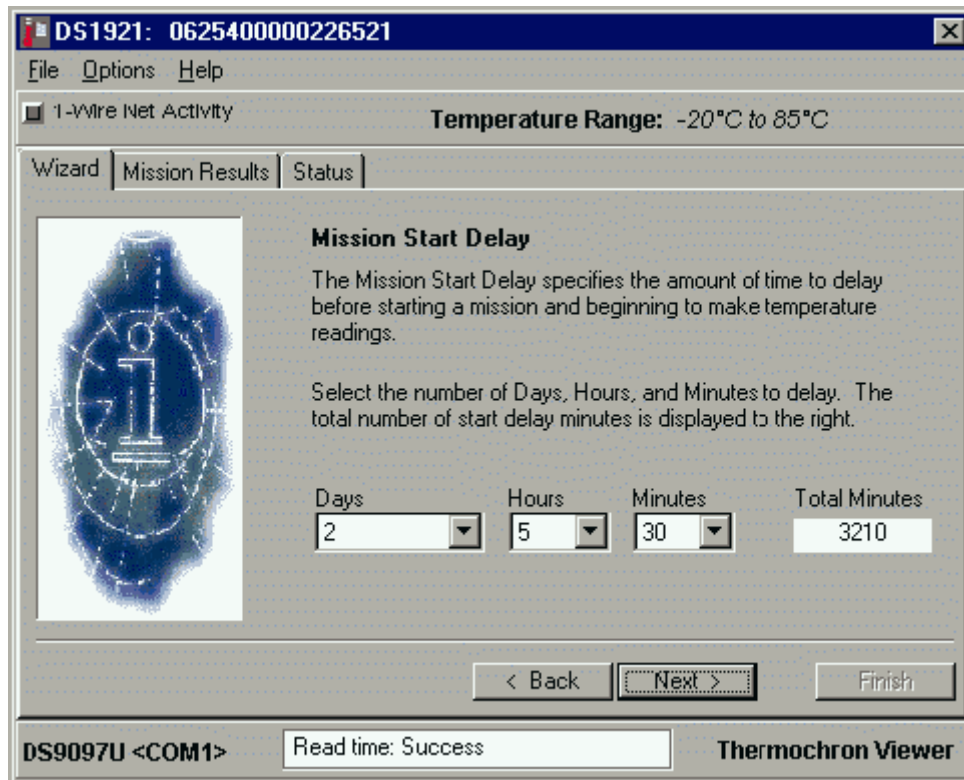 DS1921: 0625400000226521
File Options Help
1-Wire Net Activity
Temperature Range: -20°C to 85°C
Wizard Mission Results Status
Mission Start Delay
The Mission Start Delay specifies the amount of time to delay
before starting a mission and beginning to make temperature
readings.
Select the number of Days, Hours, and Minutes to delay. The
total number of start delay minutes is displayed to the right.
Days Hours Minutes Total Minutes
2 5 30 3210
< Back Next > Finish
DS9097U <COM1> Read time: Success Thermochron Viewer